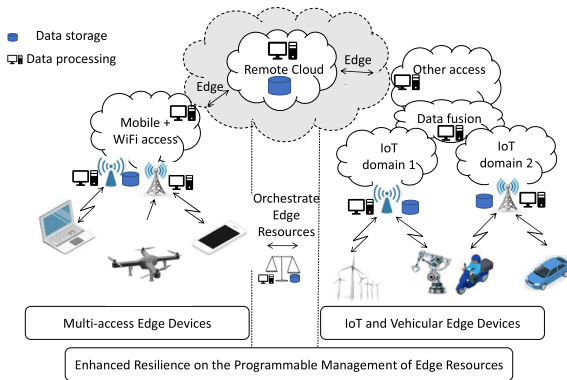 Data storage
Data processing
Remote Cloud
Edge
Edge
Other access
Mobile +
WiFi access
Data fusion
IoT
domain 1
IoT
domain 2
Orchestrate
Edge
Resources
Multi-access Edge Devices
IoT and Vehicular Edge Devices
Enhanced Resilience on the Programmable Management of Edge Resources